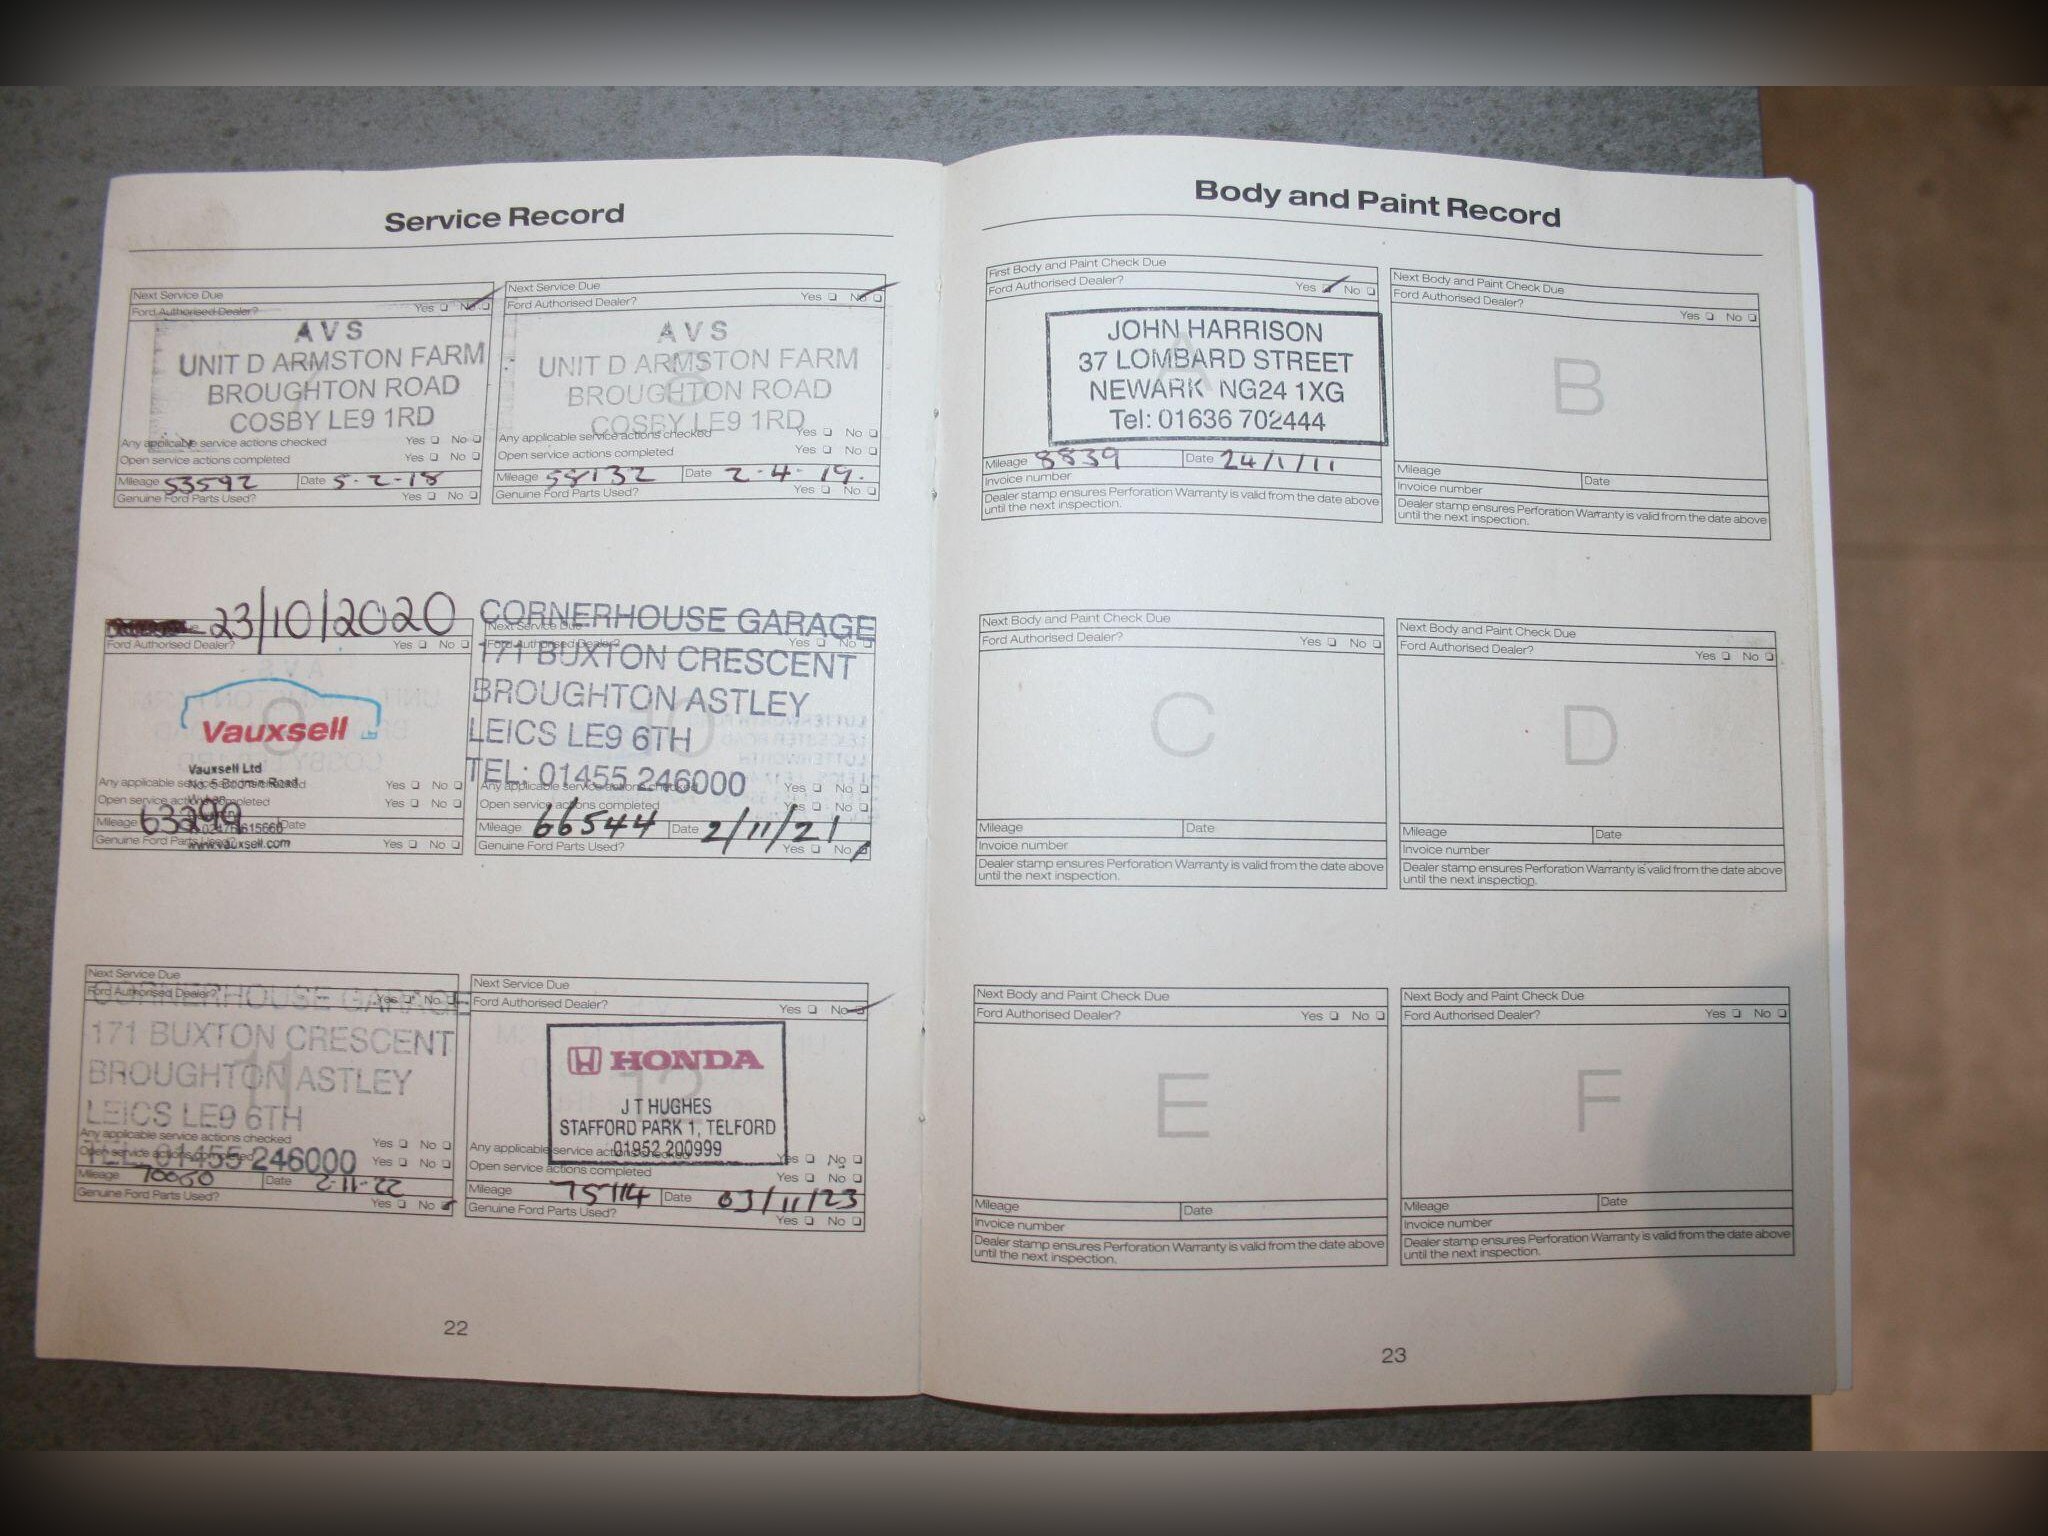 Service Record
Next Service Due
Ford Authorised Dealer? Yes No
AVS
UNIT D ARMSTON FARM
BROUGHTON ROAD
COSBY LE9 1RD
Any applicable service actions checked Yes No
Open service actions completed Yes No
Mileage 53592 Date 5-2-18
Genuine Ford Parts Used? Yes No
Next Service Due
Ford Authorised Dealer? Yes No
AVS
UNIT D ARMSTON FARM
BROUGHTON ROAD
COSBY LE9 1RD
8
Any applicable service actions checked Yes No
Open service actions completed Yes No
Mileage 58132 Date 2-4-19.
Genuine Ford Parts Used? Yes No
23/10/2020
Ford Authorised Dealer? Yes No
9
Vauxsell Ltd
Vauxsell Ltd
Any applicable service actions checked Yes No
Open service actions completed Yes No
Mileage 63299 Date
www.vauxsell.com
Genuine Ford Parts Used? Yes No
CORNERHOUSE GARAGE
Next Service Due
Ford Authorised Dealer? Yes No
171 BUXTON CRESCENT
BROUGHTON ASTLEY
10
LEICS LE9 6TH
TEL: 01455 246000
Any applicable service actions checked Yes No
Open service actions completed Yes No
Mileage 66544 Date 2/11/21
Genuine Ford Parts Used? Yes No
Next Service Due
Ford Authorised Dealer? Yes No
CORNERHOUSE GARAGE
171 BUXTON CRESCENT
11
BROUGHTON ASTLEY
LEICS LE9 6TH
Any applicable service actions checked Yes No
Open service actions completed Yes No
TEL: 01455 246000
Mileage Date 2-11-22
Genuine Ford Parts Used? Yes No
Next Service Due
Ford Authorised Dealer? Yes No
HONDA
12
J T HUGHES
STAFFORD PARK 1, TELFORD
01952 200999
Any applicable service actions checked Yes No
Open service actions completed Yes No
Mileage 75114 Date 03/11/23
Genuine Ford Parts Used? Yes No
22
Body and Paint Record
First Body and Paint Check Due
Ford Authorised Dealer? Yes No
A
JOHN HARRISON
37 LOMBARD STREET
NEWARK NG24 1XG
Tel: 01636 702444
Mileage 8839 Date 24/1/11
Invoice number
Dealer stamp ensures Perforation Warranty is valid from the date above
until the next inspection.
Next Body and Paint Check Due
Ford Authorised Dealer? Yes No
B
Mileage Date
Invoice number
Dealer stamp ensures Perforation Warranty is valid from the date above
until the next inspection.
Next Body and Paint Check Due
Ford Authorised Dealer? Yes No
C
Mileage Date
Invoice number
Dealer stamp ensures Perforation Warranty is valid from the date above
until the next inspection.
Next Body and Paint Check Due
Ford Authorised Dealer? Yes No
D
Mileage Date
Invoice number
Dealer stamp ensures Perforation Warranty is valid from the date above
until the next inspection.
Next Body and Paint Check Due
Ford Authorised Dealer? Yes No
E
Mileage Date
Invoice number
Dealer stamp ensures Perforation Warranty is valid from the date above
until the next inspection.
Next Body and Paint Check Due
Ford Authorised Dealer? Yes No
F
Mileage Date
Invoice number
Dealer stamp ensures Perforation Warranty is valid from the date above
until the next inspection.
23